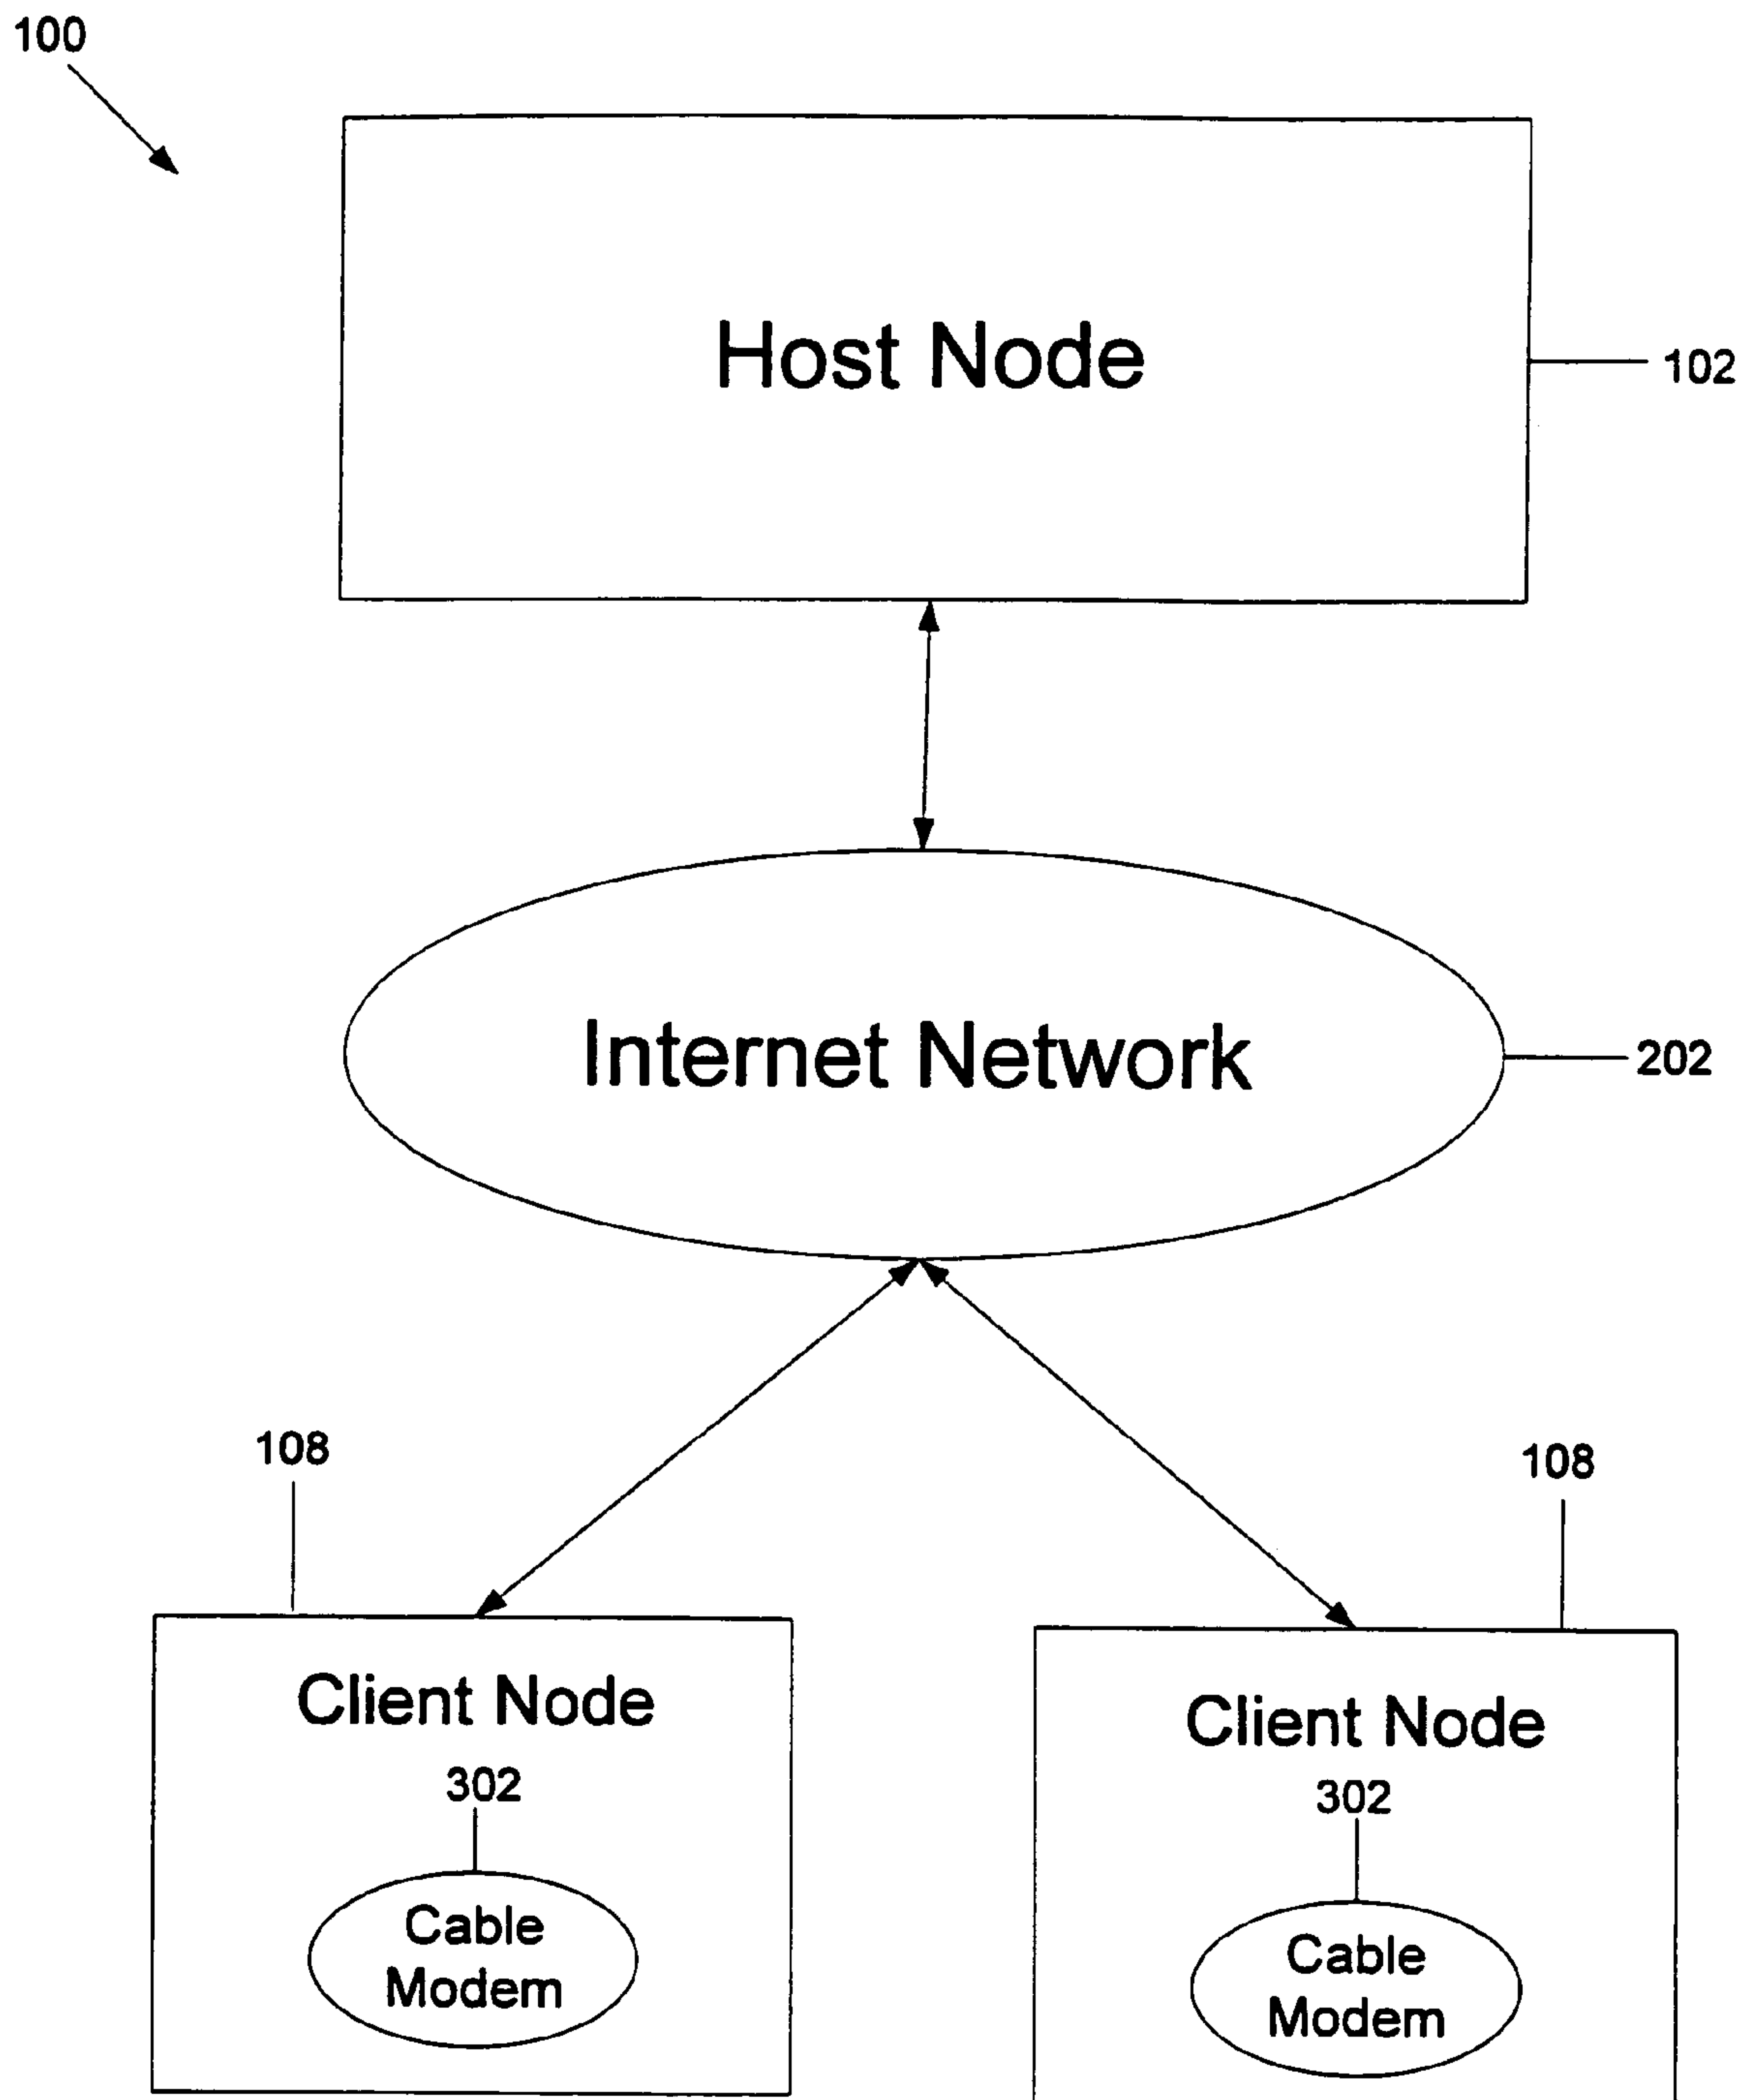 100
Host Node
102
Internet Network
202
108
108
Client Node
302
Cable
Modem
Client Node
302
Cable
Modem